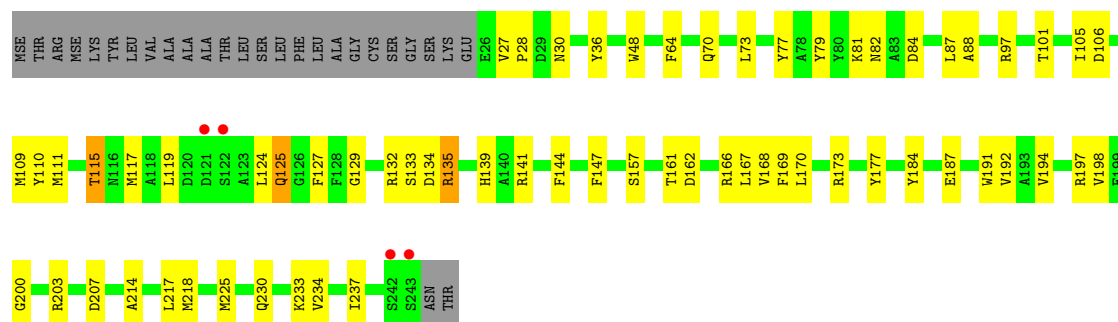 MSE THR ARG MSE LYS TYR LEU VAL ALA ALA ALA THR LEU SER LEU PHE LEU ALA GLY CYS SER GLY SER LYS GLU E26 V27 P28 D29 N30 Y36 W48 F64 Q70 L73 Y77 A78 Y79 Y80 K81 N82 A83 D84 L87 A88 R97 T101 I105 D106
M109 Y110 M111 T115 N116 M117 A118 L119 D120 D121 S122 A123 L124 Q125 G126 F127 F128 G129 R132 S133 D134 R135 H139 A140 R141 F144 F147 S157 T161 D162 R166 L167 V168 F169 L170 R173 Y177 Y184 E187 W191 V192 A193 V194 R197 V198 E199
G200 R203 D207 A214 L217 M218 M225 Q230 K233 V234 I237 S242 S243 ASN THR